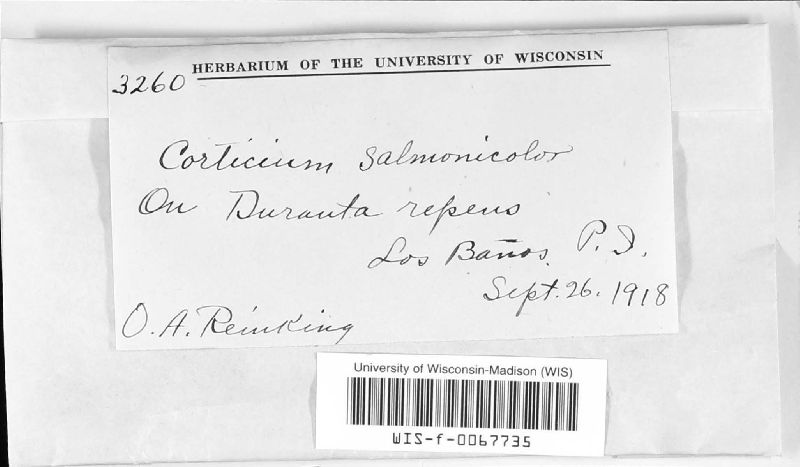 HERBARIUM OF THE UNIVERSITY OF WISCONSIN
3260
Corticium salmonicolor
On Duranta repens
Los Baños, P.I.
Sept. 26. 1918
O. A. Reinking
University of Wisconsin-Madison (WIS)
WIS-f-0067735